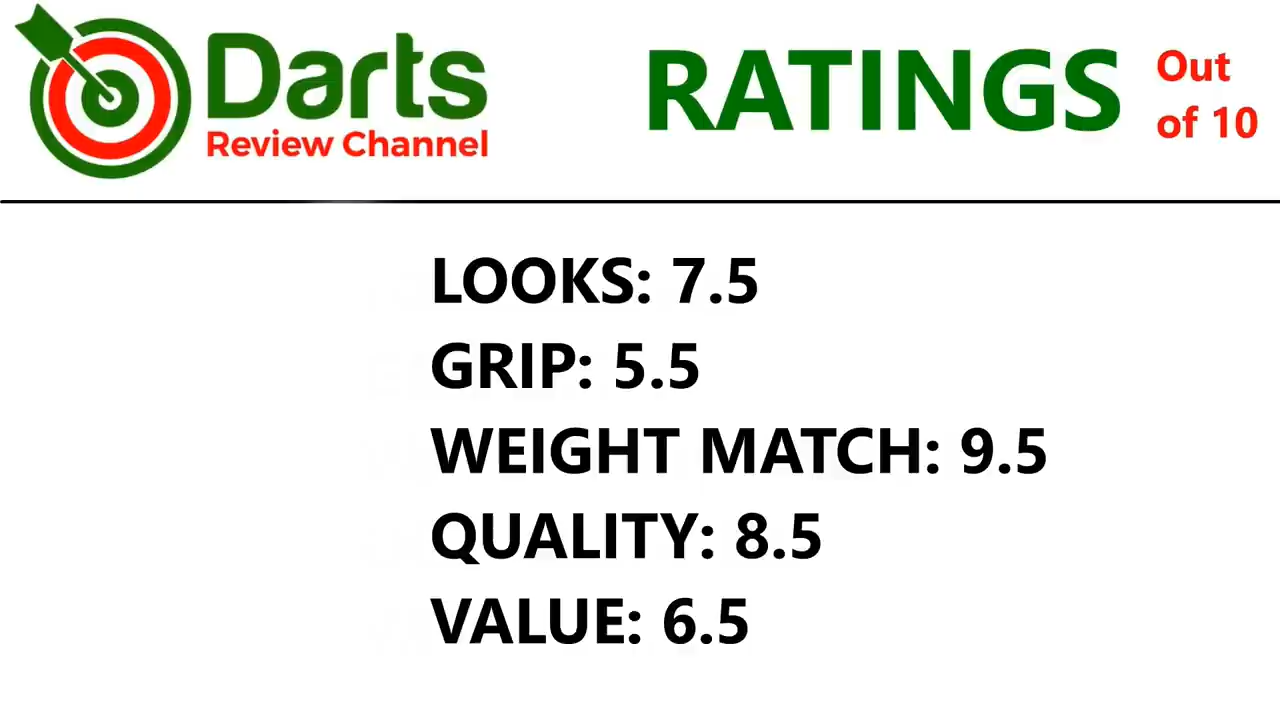 Darts
Review Channel
RATINGS
Out
of 10
LOOKS: 7.5
GRIP: 5.5
WEIGHT MATCH: 9.5
QUALITY: 8.5
VALUE: 6.5